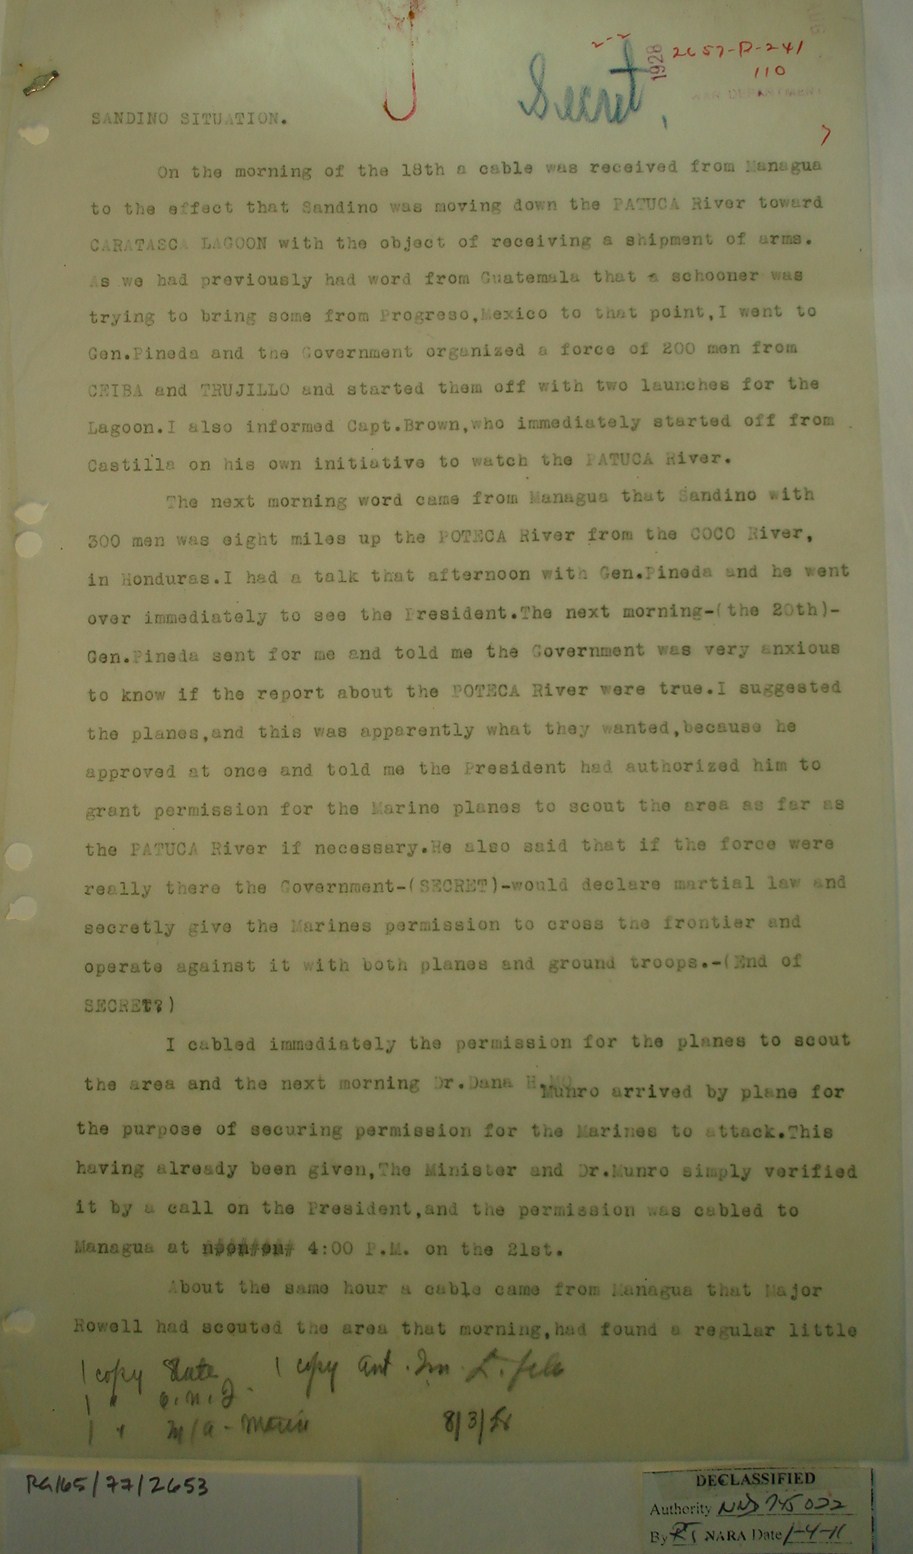 1928
2657-P-241
110
Secret
WAR DEPARTMENT
SANDINO SITUATION.
On the morning of the 18th a cable was received from Managua
to the effect that Sandino was moving down the PATUCA River toward
CARATASCA LAGOON with the object of receiving a shipment of arms.
As we had previously had word from Guatemala that a schooner was
trying to bring some from Progreso,Mexico to that point,I went to
Gen.Pineda and the Government organized a force of 200 men from
CEIBA and TRUJILLO and started them off with two launches for the
Lagoon.I also informed Capt.Brown,who immediately started off from
Castilla on his own initiative to watch the PATUCA River.
The next morning word came from Managua that Sandino with
300 men was eight miles up the POTECA River from the COCO River,
in Honduras.I had a talk that afternoon with Gen.Pineda and he went
over immediately to see the President.The next morning-(the 20th)-
Gen.Pineda sent for me and told me the Government was very anxious
to know if the report about the POTECA River were true.I suggested
the planes,and this was apparently what they wanted,because he
approved at once and told me the President had authorized him to
grant permission for the Marine planes to scout the area as far as
the PATUCA River if necessary.He also said that if the force were
really there the Government-(SECRET)-would declare martial law and
secretly give the Marines permission to cross the frontier and
operate against it with both planes and ground troops.-(End of
SECRET?)
I cabled immediately the permission for the planes to scout
the area and the next morning Dr.Dana Munro arrived by plane for
the purpose of securing permission for the Marines to attack.This
having already been given,The Minister and Dr.Munro simply verified
it by a call on the President,and the permission was cabled to
Managua at 4:00 P.M. on the 21st.
About the same hour a cable came from Managua that Major
Rowell had scouted the area that morning,had found a regular little
1 copy State 1 copy
1 " O.N.I.
1 " M/A -
8/3/28
RG165/77/2653
DECLASSIFIED
Authority NND 745022
By RT NARA Date 1-4-11